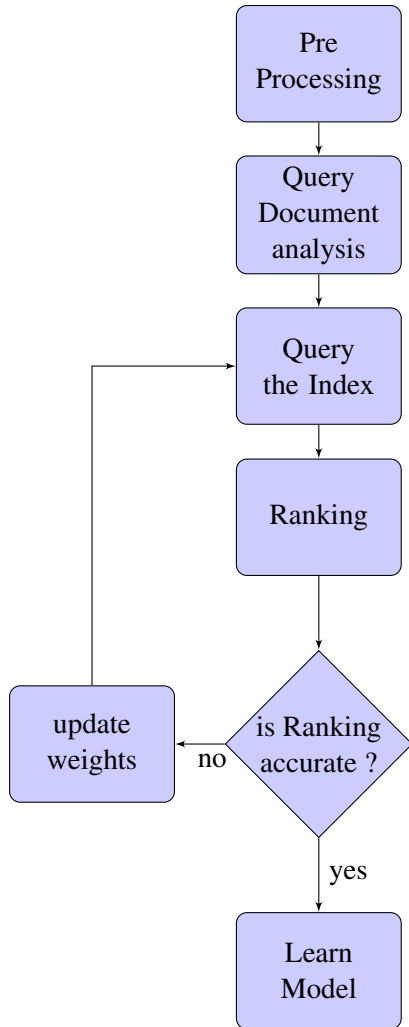 Pre
Processing
Query
Document
analysis
Query
the Index
Ranking
update
weights
no
is Ranking
accurate ?
yes
Learn
Model